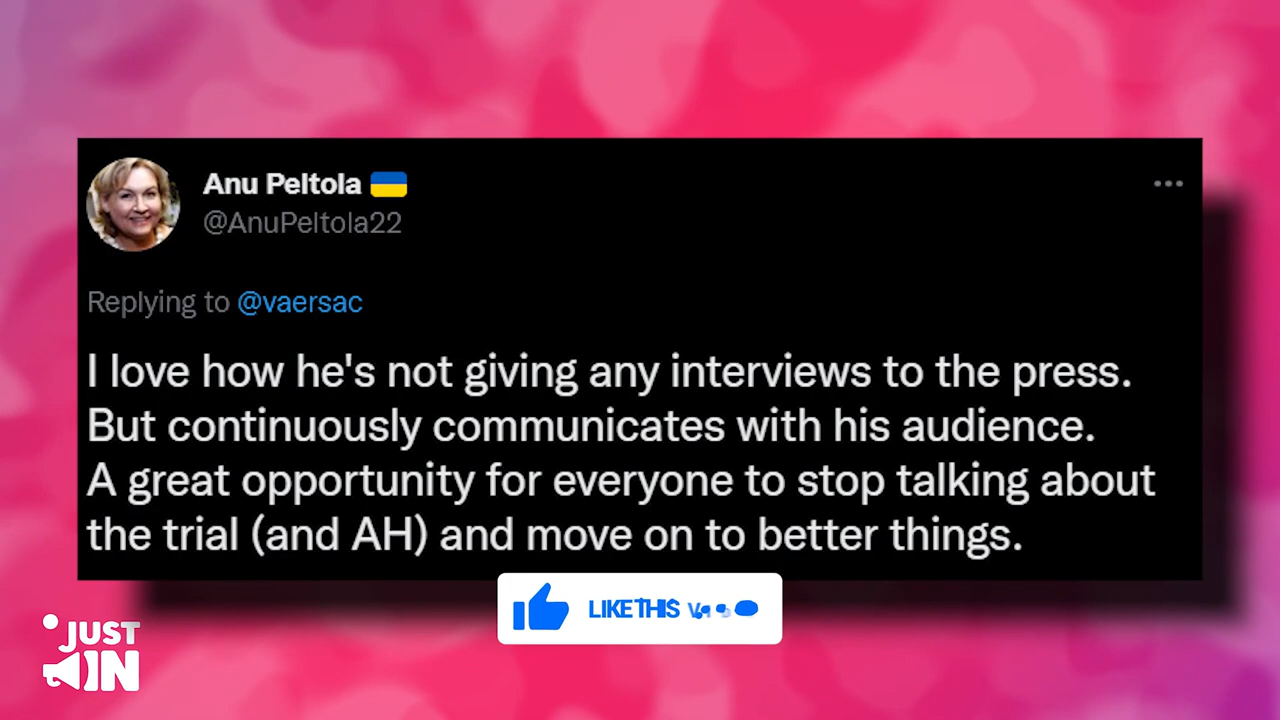 Anu Peltola
@AnuPeltola22
Replying to @vaersac
I love how he's not giving any interviews to the press.
But continuously communicates with his audience.
A great opportunity for everyone to stop talking about
the trial (and AH) and move on to better things.
LIKE THIS
JUST
IN